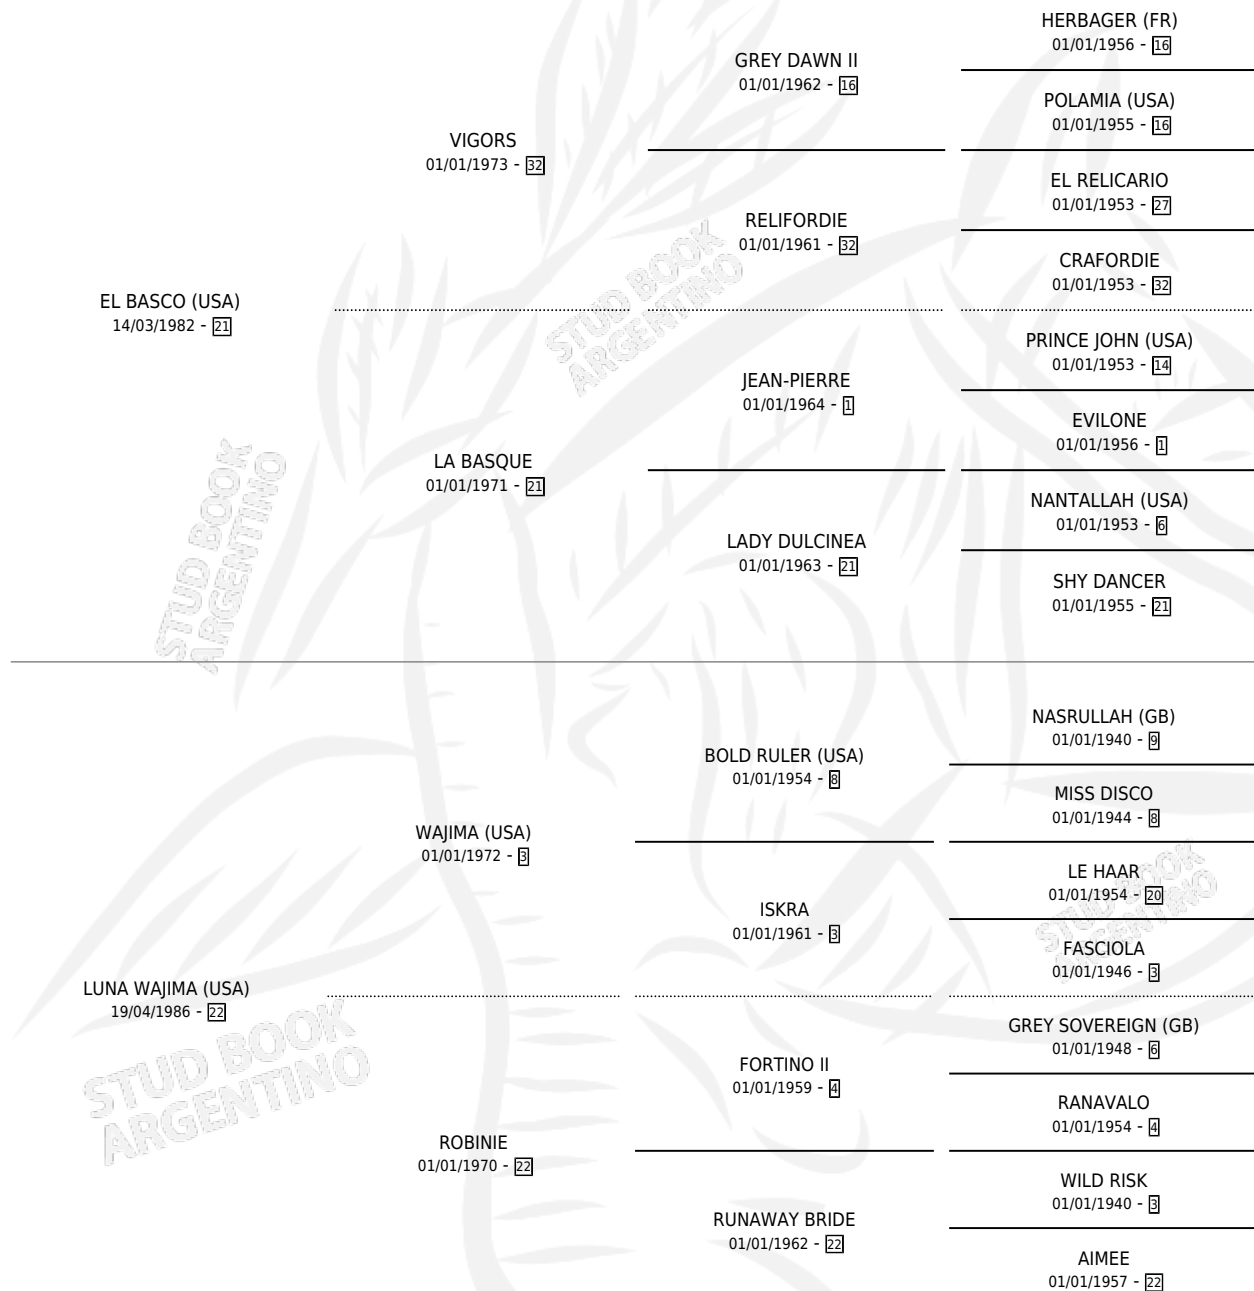 HERBAGER (FR)
01/01/1956 - 16
GREY DAWN II
01/01/1962 - 16
POLAMIA (USA)
01/01/1955 - 16
VIGORS
01/01/1973 - 32
EL RELICARIO
01/01/1953 - 27
RELIFORDIE
01/01/1961 - 32
CRAFORDIE
01/01/1953 - 32
EL BASCO (USA)
14/03/1982 - 21
PRINCE JOHN (USA)
01/01/1953 - 14
JEAN-PIERRE
01/01/1964 - 1
EVILONE
01/01/1956 - 1
LA BASQUE
01/01/1971 - 21
NANTALLAH (USA)
01/01/1953 - 6
LADY DULCINEA
01/01/1963 - 21
SHY DANCER
01/01/1955 - 21
STUD BOOK
ARGENTINO
STUD BOOK
ARGENTINO
NASRULLAH (GB)
01/01/1940 - 9
BOLD RULER (USA)
01/01/1954 - 8
MISS DISCO
01/01/1944 - 8
WAJIMA (USA)
01/01/1972 - 3
LE HAAR
01/01/1954 - 20
ISKRA
01/01/1961 - 3
FASCIOLA
01/01/1946 - 3
LUNA WAJIMA (USA)
19/04/1986 - 22
GREY SOVEREIGN (GB)
01/01/1948 - 6
FORTINO II
01/01/1959 - 4
RANAVALO
01/01/1954 - 4
ROBINIE
01/01/1970 - 22
WILD RISK
01/01/1940 - 3
RUNAWAY BRIDE
01/01/1962 - 22
AIMEE
01/01/1957 - 22
STUD BOOK
ARGENTINO
STUD BOOK
ARGENTINO